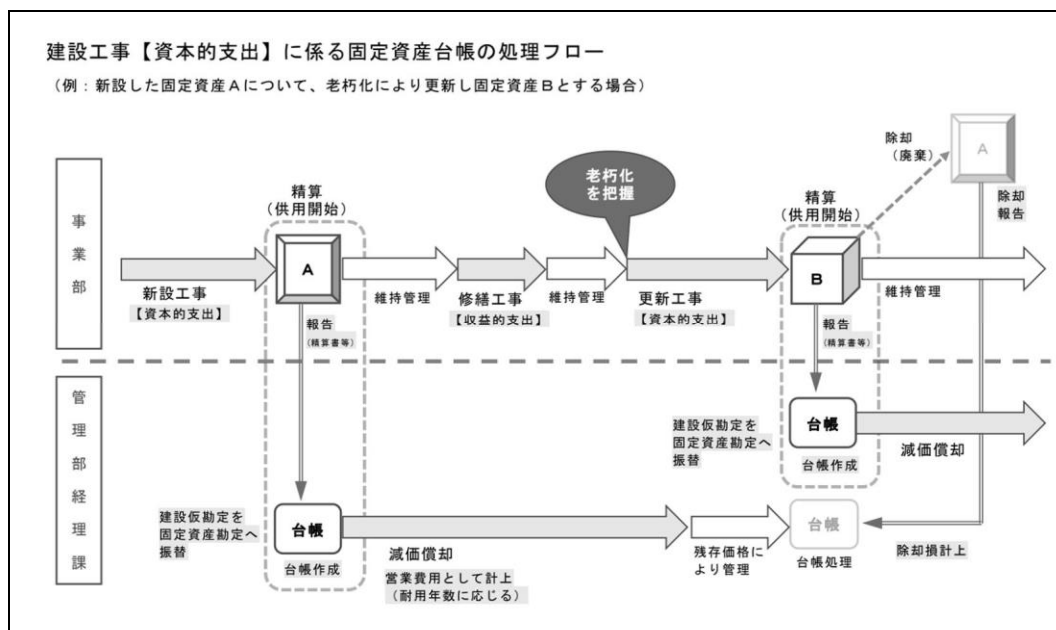 建設工事【資本的支出】に係る固定資産台帳の処理フロー
(例:新設した固定資産Aについて、老朽化により更新し固定資産Bとする場合)
事業部
新設工事
【資本的支出】
精算
(供用開始)
A
報告
(精算書等)
維持管理
修繕工事
【収益的支出】
維持管理
老朽化
を把握
更新工事
【資本的支出】
精算
(供用開始)
B
報告
(精算書等)
維持管理
除却
(廃棄)
A
除却
報告
管理部経理課
建設仮勘定を
固定資産勘定へ
振替
台帳
台帳作成
減価償却
営業費用として計上
(耐用年数に応じる)
残存価格に
より管理
建設仮勘定を
固定資産勘定へ
振替
台帳
台帳作成
減価償却
台帳
台帳処理
除却損計上